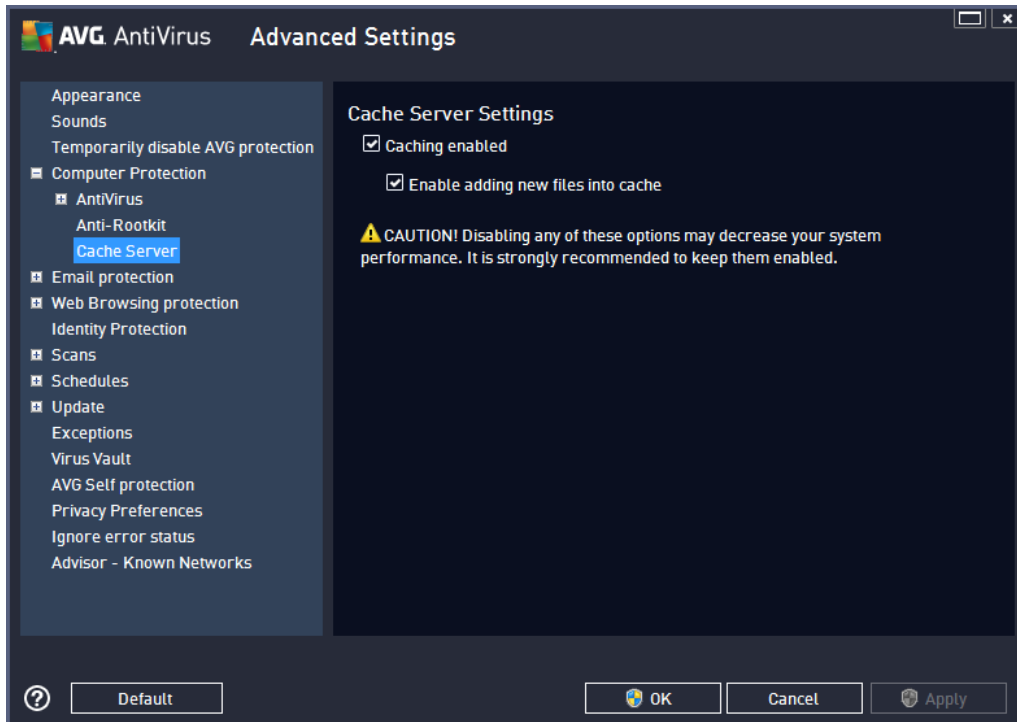 AVG AntiVirus Advanced Settings
Appearance
Sounds
Temporarily disable AVG protection
Computer Protection
AntiVirus
Anti-Rootkit
Cache Server
Email protection
Web Browsing protection
Identity Protection
Scans
Schedules
Update
Exceptions
Virus Vault
AVG Self protection
Privacy Preferences
Ignore error status
Advisor - Known Networks
Cache Server Settings
Caching enabled
Enable adding new files into cache
CAUTION! Disabling any of these options may decrease your system
performance. It is strongly recommended to keep them enabled.
? Default OK Cancel Apply